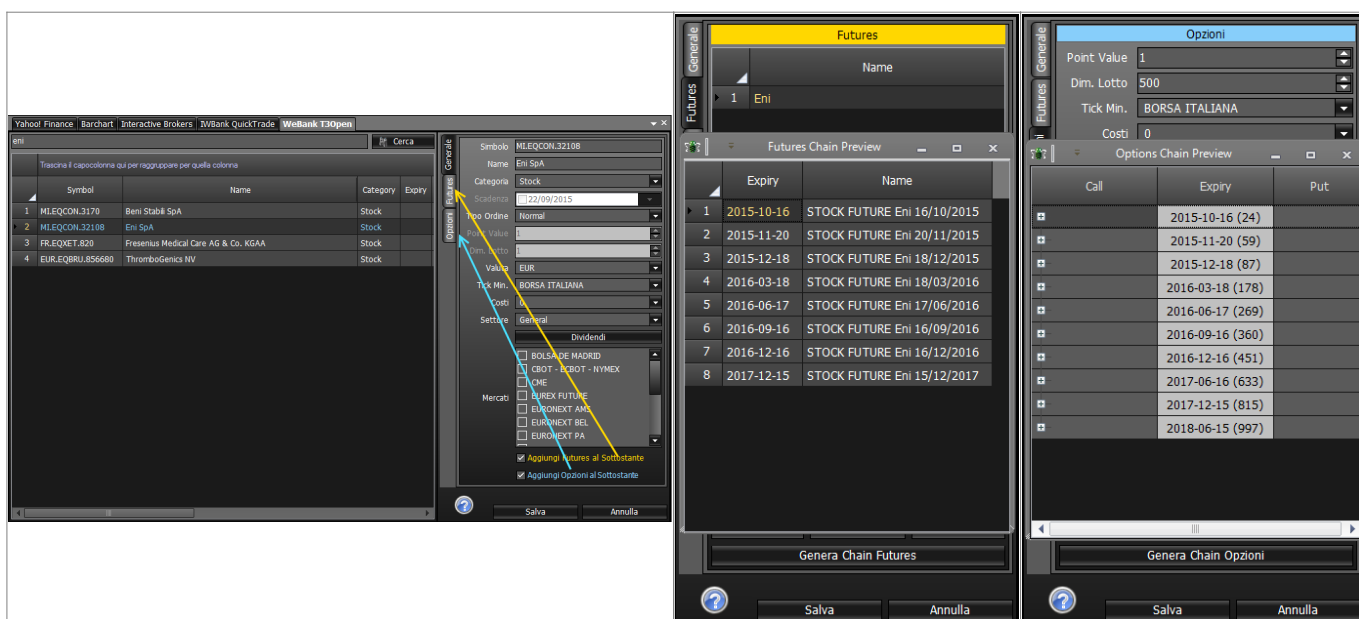 Yahoo! Finance Barchart Interactive Brokers IWBank QuickTrade WeBank T3Open
eni Cerca
Trascina il capocolonna qui per raggruppare per quella colonna
Symbol Name Category Expiry
1 MI.EQCON.3170 Beni Stabili SpA Stock
2 MI.EQCON.32108 Eni SpA Stock
3 FR.EQXET.820 Fresenius Medical Care AG & Co. KGAA Stock
4 EUR.EQBRU.856680 ThromboGenics NV Stock
Generale
Futures
Opzioni
Simbolo MI.EQCON.32108
Name Eni SpA
Categoria Stock
Scadenza 22/09/2015
Tipo Ordine Normal
Point Value 1
Dim. Lotto 1
Valuta EUR
Tick Min. BORSA ITALIANA
Costi 0
Settore General
Dividendi
Mercati
BOLSA DE MADRID
CBOT - ECBOT - NYMEX
CME
EUREX FUTURE
EURONEXT AMS
EURONEXT BEL
EURONEXT PA
Aggiungi Futures al Sottostante
Aggiungi Opzioni al Sottostante
? Salva Annulla
Generale
Futures
Futures
Name
1 Eni
Futures Chain Preview
Expiry Name
1 2015-10-16 STOCK FUTURE Eni 16/10/2015
2 2015-11-20 STOCK FUTURE Eni 20/11/2015
3 2015-12-18 STOCK FUTURE Eni 18/12/2015
4 2016-03-18 STOCK FUTURE Eni 18/03/2016
5 2016-06-17 STOCK FUTURE Eni 17/06/2016
6 2016-09-16 STOCK FUTURE Eni 16/09/2016
7 2016-12-16 STOCK FUTURE Eni 16/12/2016
8 2017-12-15 STOCK FUTURE Eni 15/12/2017
Genera Chain Futures
? Salva Annulla
Generale
Futures
Opzioni
Point Value 1
Dim. Lotto 500
Tick Min. BORSA ITALIANA
Costi 0
Options Chain Preview
Call Expiry Put
2015-10-16 (24)
2015-11-20 (59)
2015-12-18 (87)
2016-03-18 (178)
2016-06-17 (269)
2016-09-16 (360)
2016-12-16 (451)
2017-06-16 (633)
2017-12-15 (815)
2018-06-15 (997)
Genera Chain Opzioni
? Salva Annulla